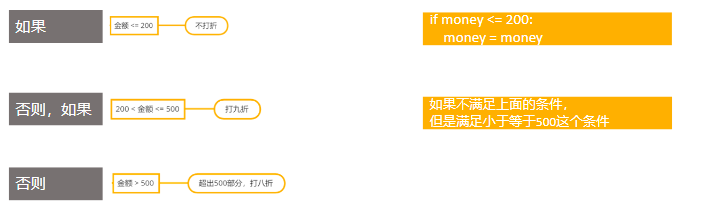 如果
金额 <= 200
不打折
if money <= 200:
money = money
否则，如果
200 < 金额 <= 500
打九折
如果不满足上面的条件，
但是满足小于等于500这个条件
否则
金额 > 500
超出500部分，打八折